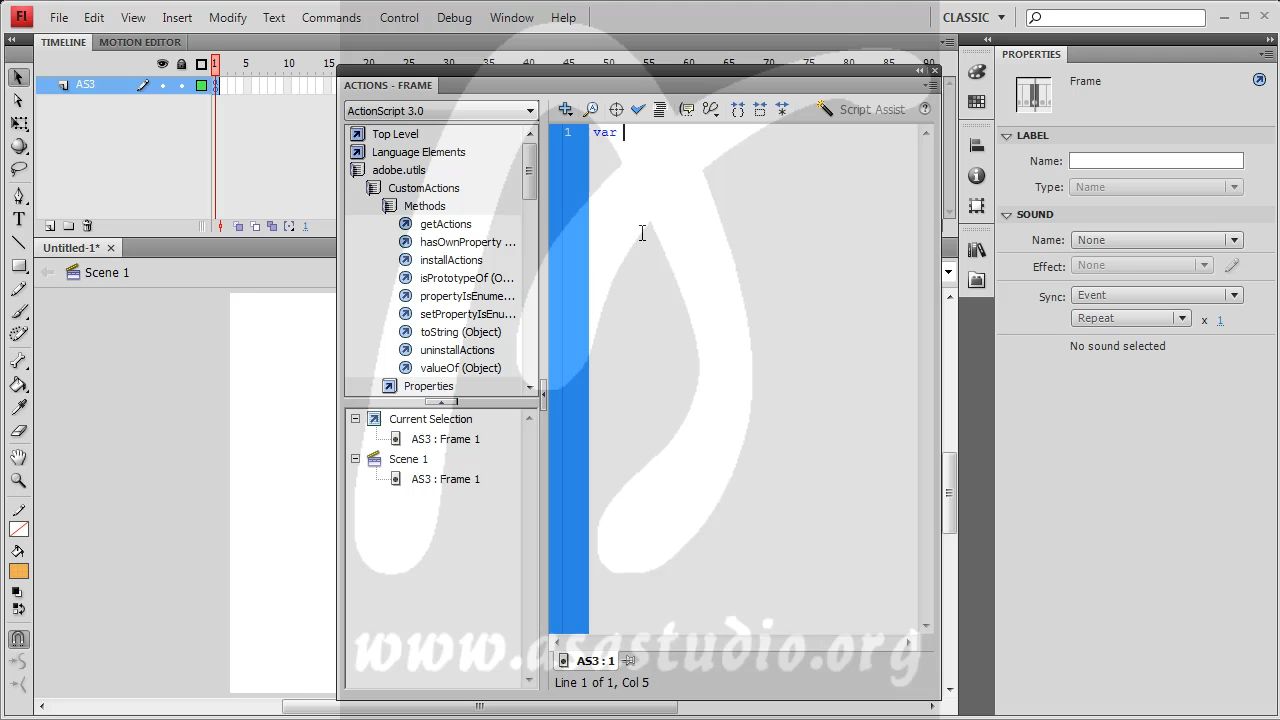 Fl File Edit View Insert Modify Text Commands Control Debug Window Help CLASSIC
TIMELINE MOTION EDITOR
1 5 10 15 20 25 30 35 40 45 50 55 60 65 70 75 80 85 90
AS3
1
Untitled-1*
Scene 1
ACTIONS - FRAME
ActionScript 3.0
Top Level
Language Elements
adobe.utils
CustomActions
Methods
getActions
hasOwnProperty ...
installActions
isPrototypeOf (O...
propertyIsEnume...
setPropertyIsEnu...
toString (Object)
uninstallActions
valueOf (Object)
Properties
Current Selection
AS3 : Frame 1
Scene 1
AS3 : Frame 1
Script Assist
1 var
www.asastudio.org
AS3 : 1
Line 1 of 1, Col 5
PROPERTIES
Frame
LABEL
Name:
Type: Name
SOUND
Name: None
Effect: None
Sync: Event
Repeat x 1
No sound selected